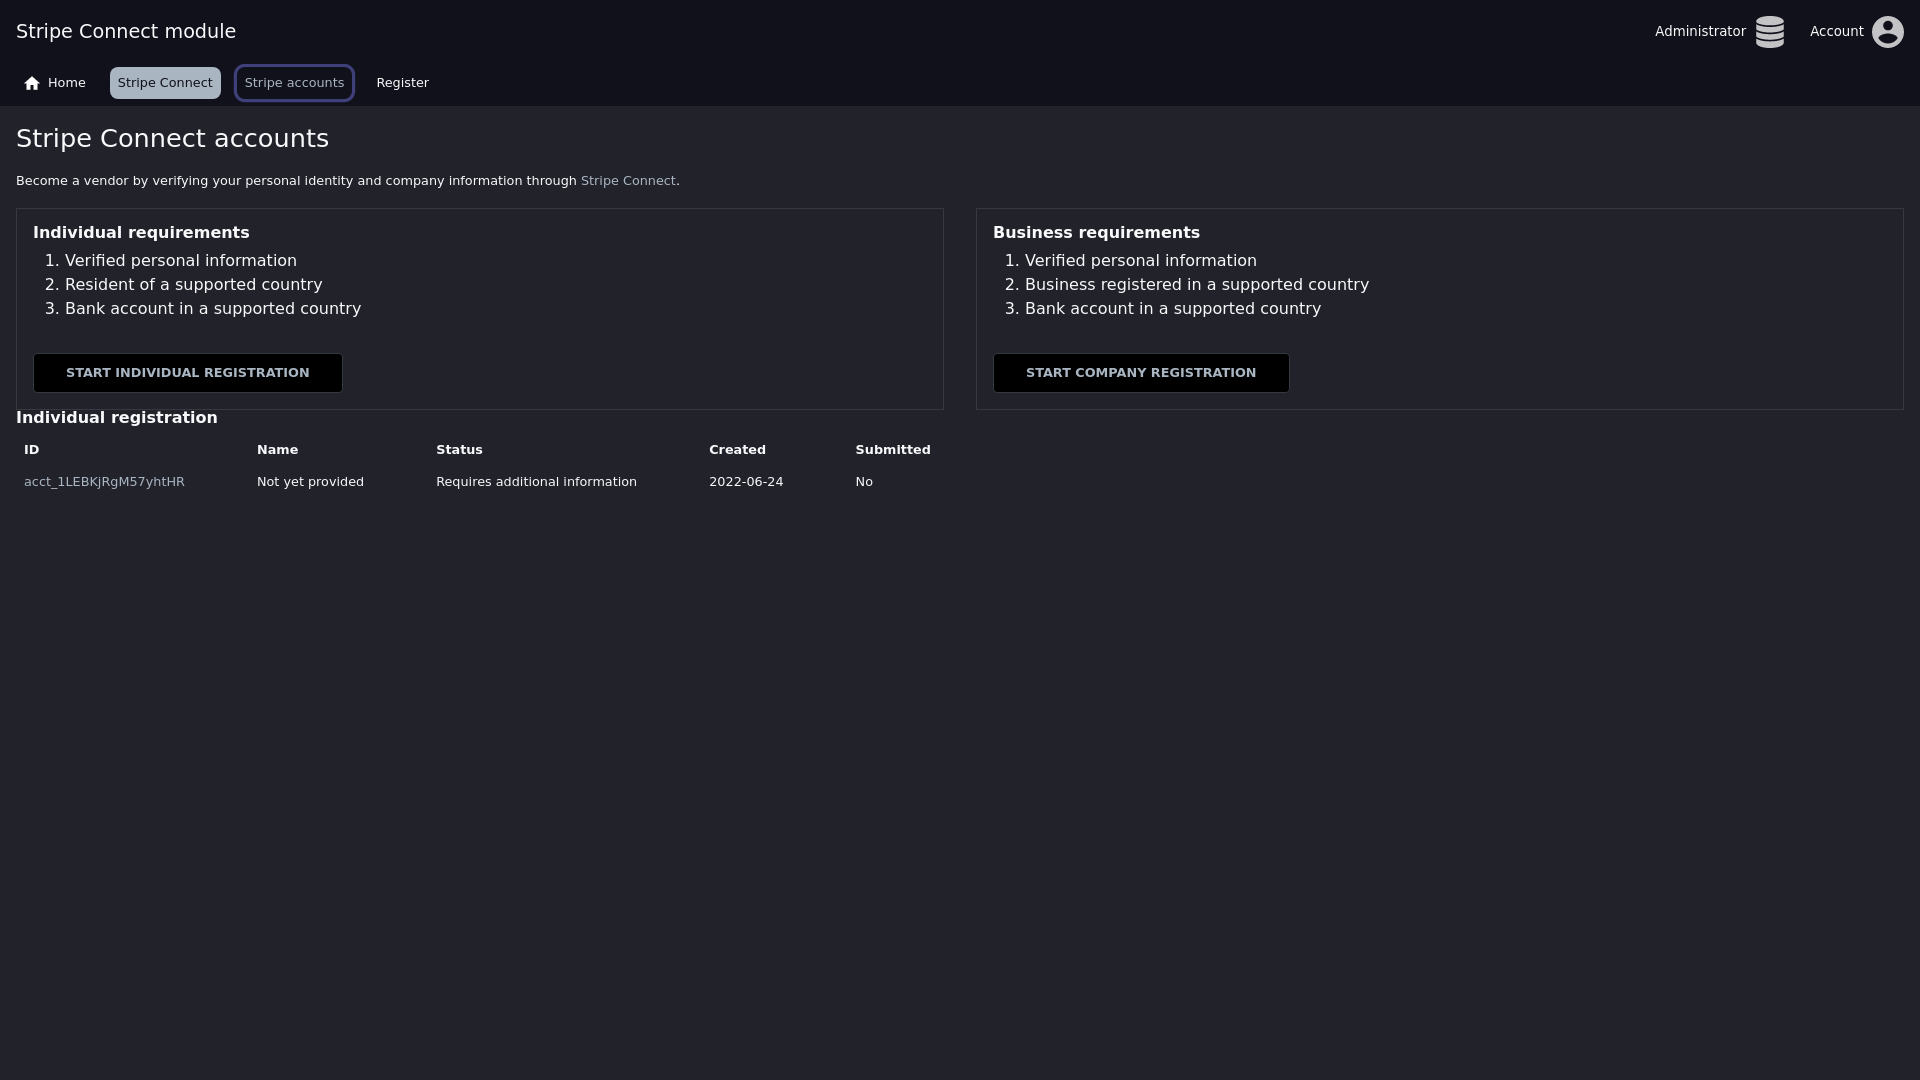 Stripe Connect module
Administrator
Account
Home
Stripe Connect
Stripe accounts
Register
Stripe Connect accounts
Become a vendor by verifying your personal identity and company information through Stripe Connect.
Individual requirements
1. Verified personal information
2. Resident of a supported country
3. Bank account in a supported country
START INDIVIDUAL REGISTRATION
Business requirements
1. Verified personal information
2. Business registered in a supported country
3. Bank account in a supported country
START COMPANY REGISTRATION
Individual registration
ID Name Status Created Submitted
acct_1LEBKjRgM57yhtHR Not yet provided Requires additional information 2022-06-24 No